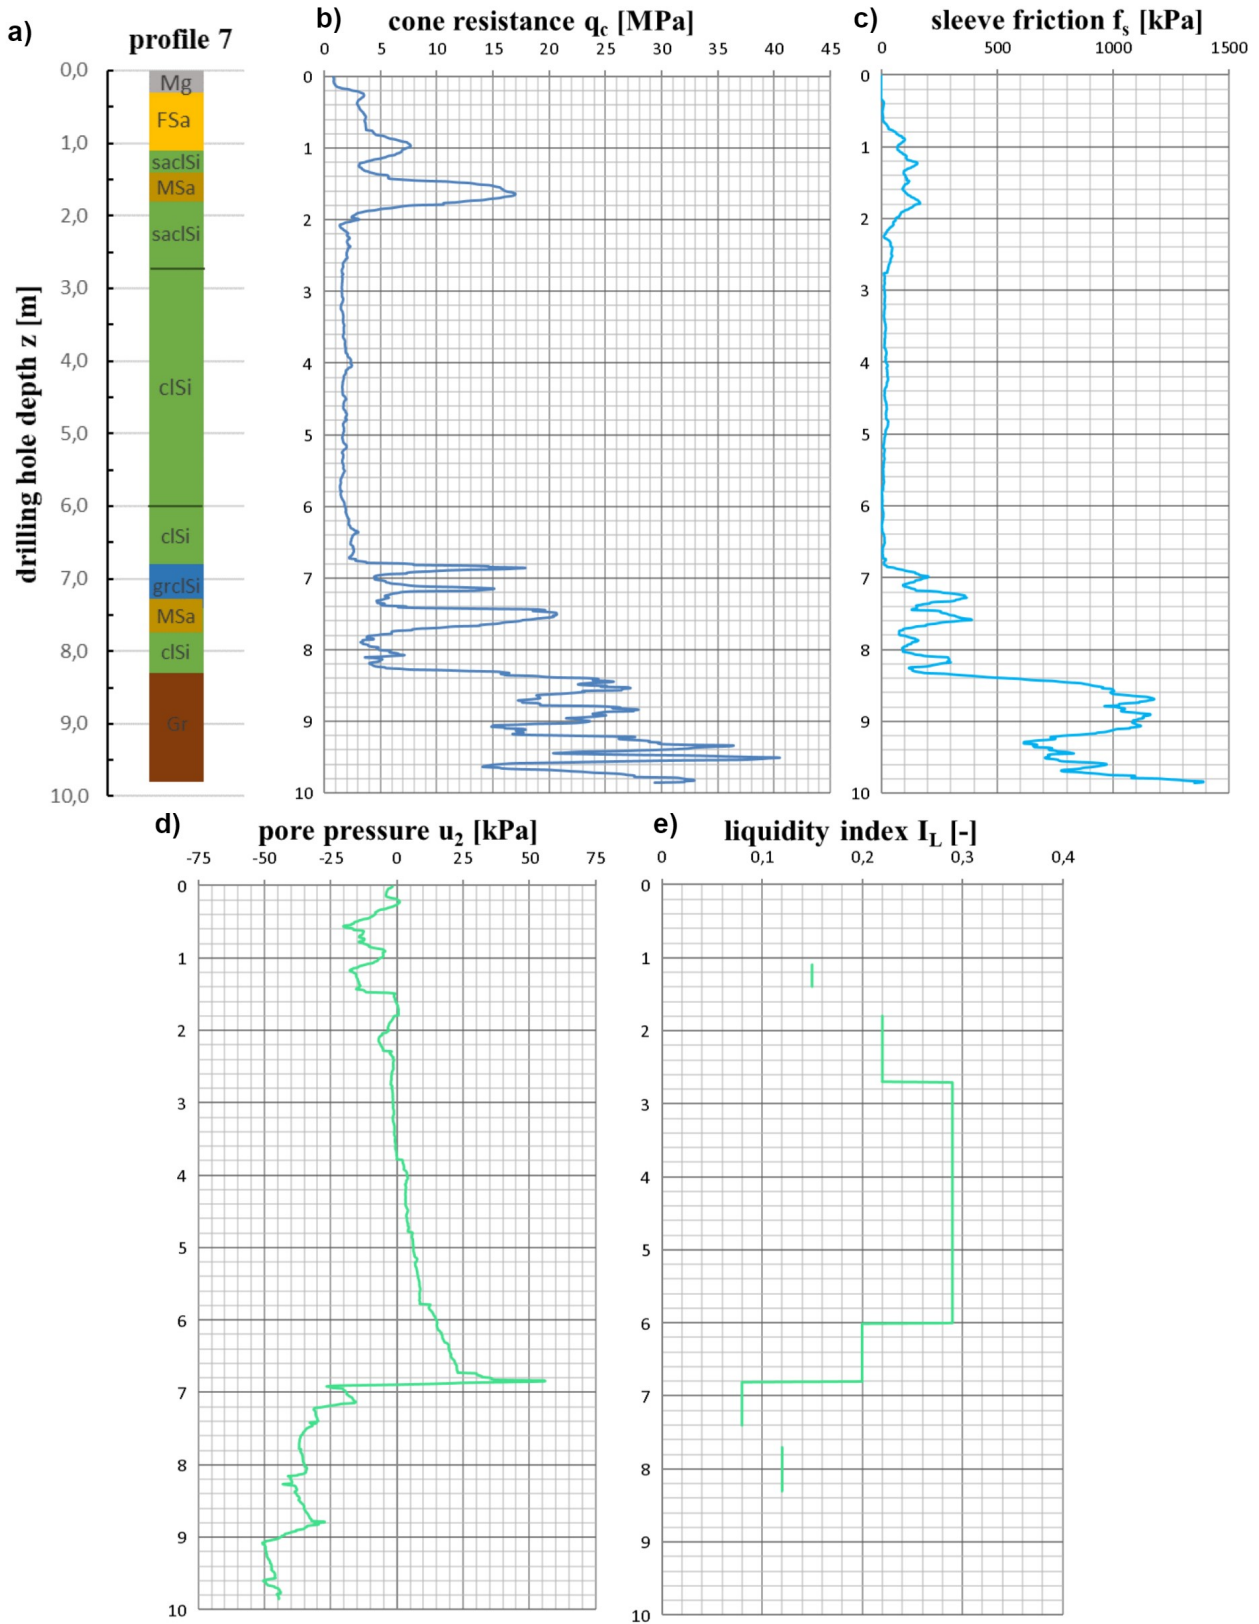 a)
profile 7
drilling hole depth z [m]
0,0
1,0
2,0
3,0
4,0
5,0
6,0
7,0
8,0
9,0
10,0
Mg
FSa
saclSi
MSa
saclSi
clSi
clSi
grclSi
MSa
clSi
Gr
b)
cone resistance q_c [MPa]
0 5 10 15 20 25 30 35 40 45
0
1
2
3
4
5
6
7
8
9
10
c)
sleeve friction f_s [kPa]
0 500 1000 1500
0
1
2
3
4
5
6
7
8
9
10
d)
pore pressure u_2 [kPa]
-75 -50 -25 0 25 50 75
0
1
2
3
4
5
6
7
8
9
10
e)
liquidity index I_L [-]
0 0,1 0,2 0,3 0,4
0
1
2
3
4
5
6
7
8
9
10